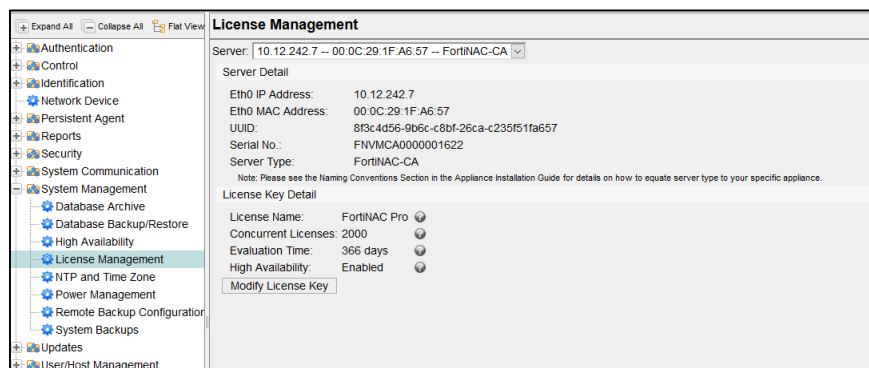 Expand All Collapse All Flat View
Authentication
Control
Identification
Network Device
Persistent Agent
Reports
Security
System Communication
System Management
Database Archive
Database Backup/Restore
High Availability
License Management
NTP and Time Zone
Power Management
Remote Backup Configuration
System Backups
Updates
User/Host Management
License Management
Server: 10.12.242.7 -- 00:0C:29:1F:A6:57 -- FortiNAC-CA
Server Detail
Eth0 IP Address: 10.12.242.7
Eth0 MAC Address: 00:0C:29:1F:A6:57
UUID: 8f3c4d56-9b6c-c8bf-26ca-c235f51fa657
Serial No.: FNVMCA0000001622
Server Type: FortiNAC-CA
Note: Please see the Naming Conventions Section in the Appliance Installation Guide for details on how to equate server type to your specific appliance.
License Key Detail
License Name: FortiNAC Pro
Concurrent Licenses: 2000
Evaluation Time: 366 days
High Availability: Enabled
Modify License Key